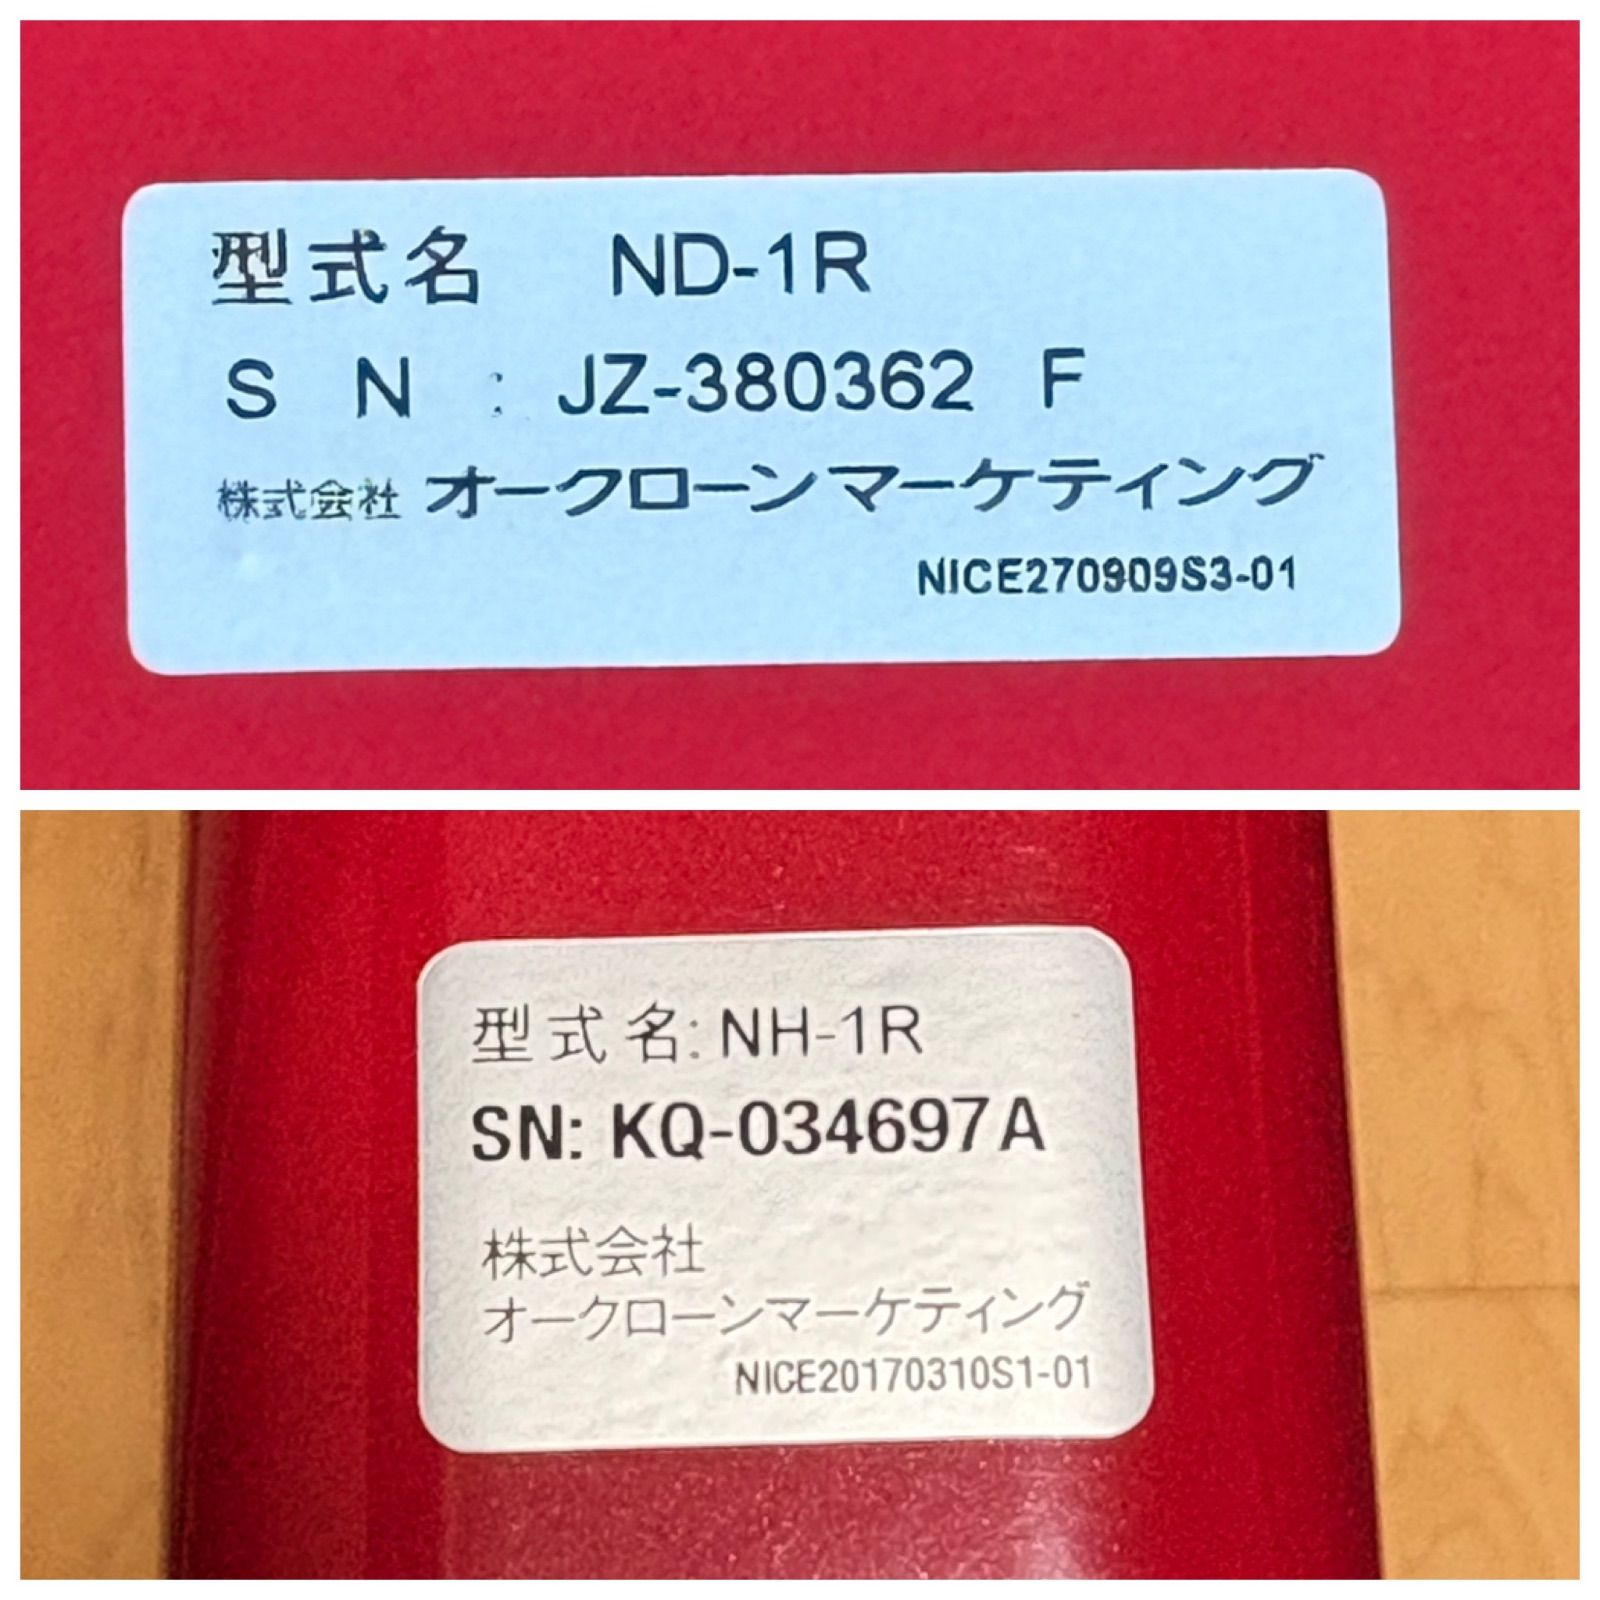 型式名 ND-1R
S N : JZ-380362 F
株式会社 オークローンマーケティング
NICE270909S3-01
型式名: NH-1R
SN: KQ-034697A
株式会社
オークローンマーケティング
NICE20170310S1-01